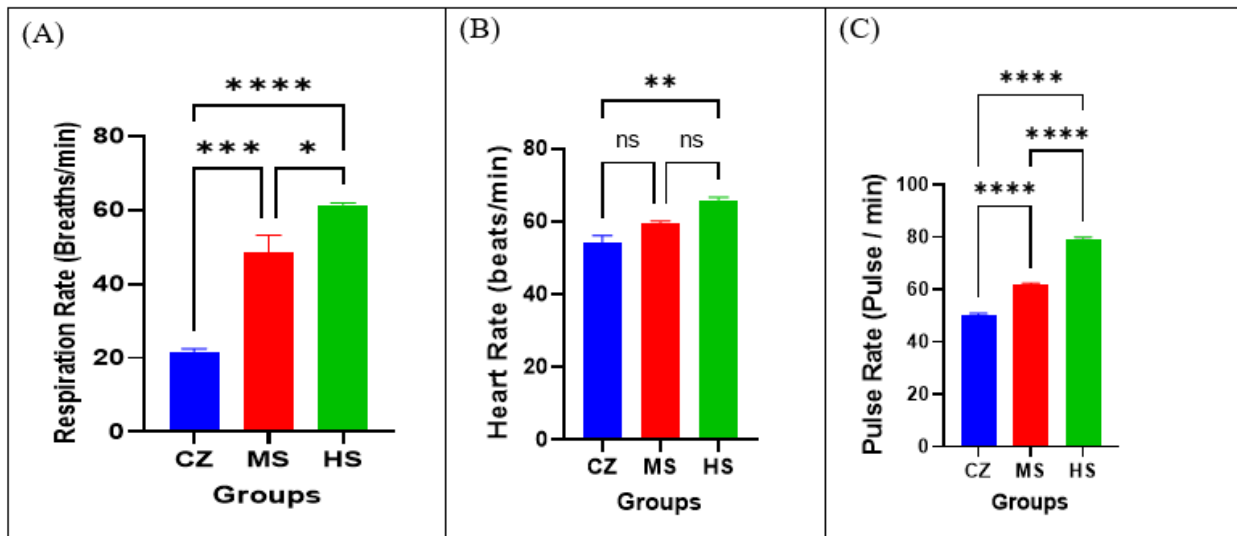 (A)
****
***
*
Respiration Rate (Breaths/min)
80
60
40
20
0
CZ MS HS
Groups
(B)
**
ns
ns
Heart Rate (beats/min)
80
60
40
20
0
CZ MS HS
Groups
(C)
****
****
****
Pulse Rate (Pulse / min)
100
80
60
40
20
0
CZ MS HS
Groups